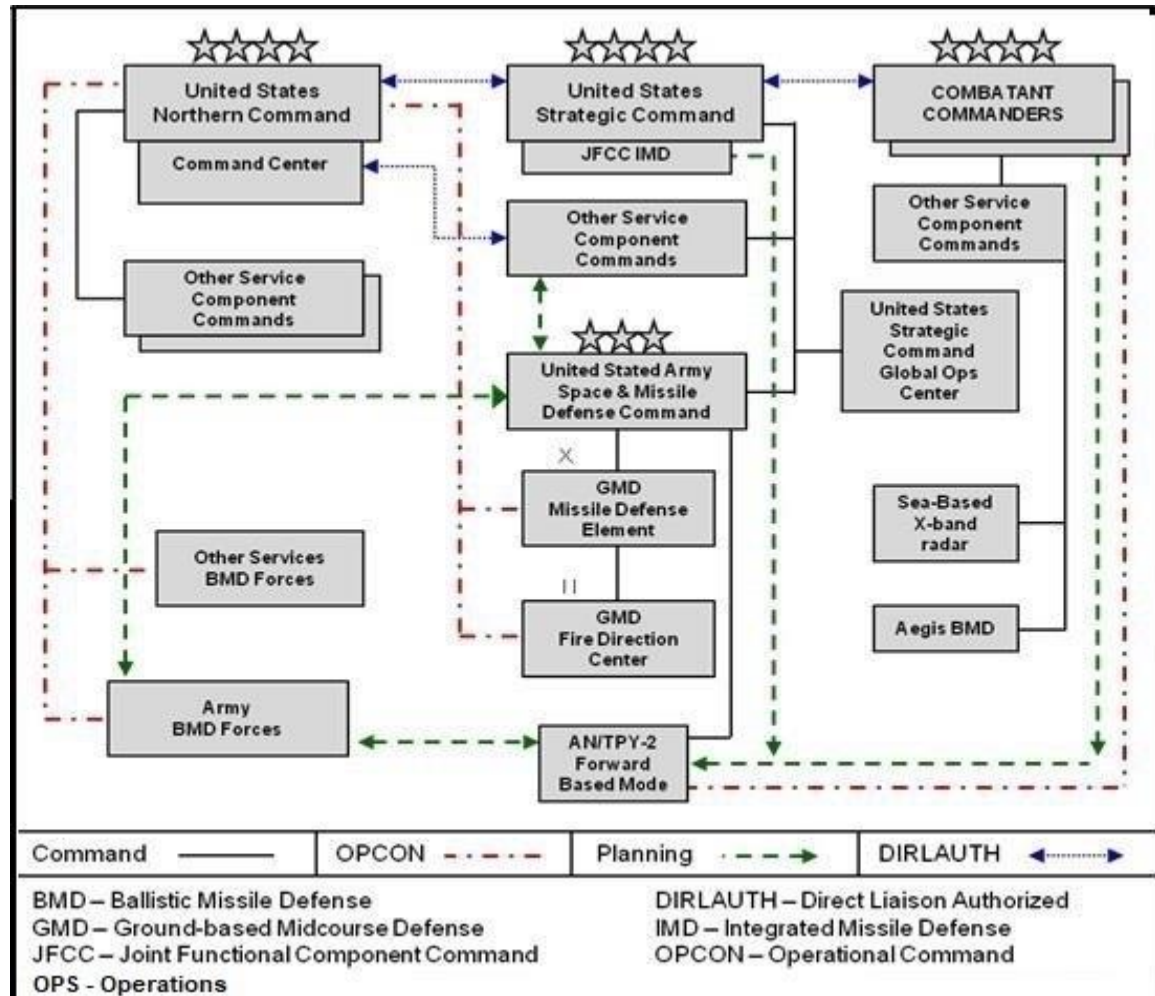 United States
Northern Command
United States
Strategic Command
COMBATANT
COMMANDERS
Command Center
JFCC IMD
Other Service
Component
Commands
Other Service
Component
Commands
Other Service
Component
Commands
United States
Strategic
Command
Global Ops
Center
United Stated Army
Space & Missile
Defense Command
X
GMD
Missile Defense
Element
Sea-Based
X-band
radar
Other Services
BMD Forces
II
GMD
Fire Direction
Center
Aegis BMD
Army
BMD Forces
AN/TPY-2
Forward
Based Mode
Command
OPCON
Planning
DIRLAUTH
BMD – Ballistic Missile Defense
GMD – Ground-based Midcourse Defense
JFCC – Joint Functional Component Command
OPS - Operations
DIRLAUTH – Direct Liaison Authorized
IMD – Integrated Missile Defense
OPCON – Operational Command